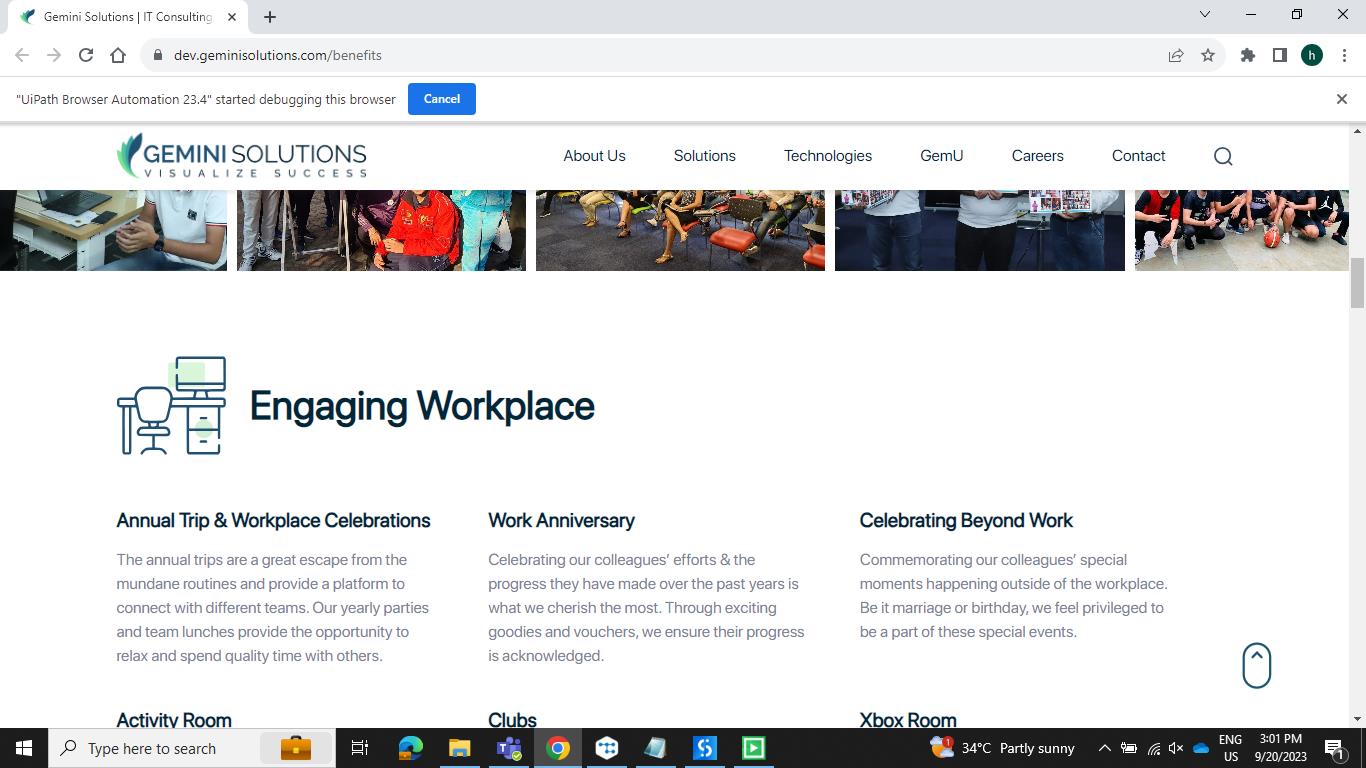 Gemini Solutions | IT Consulting
dev.geminisolutions.com/benefits
h
"UiPath Browser Automation 23.4" started debugging this browser
Cancel
GEMINI SOLUTIONS
VISUALIZE SUCCESS
About Us
Solutions
Technologies
GemU
Careers
Contact
Engaging Workplace
Annual Trip & Workplace Celebrations
The annual trips are a great escape from the
mundane routines and provide a platform to
connect with different teams. Our yearly parties
and team lunches provide the opportunity to
relax and spend quality time with others.
Work Anniversary
Celebrating our colleagues’ efforts & the
progress they have made over the past years is
what we cherish the most. Through exciting
goodies and vouchers, we ensure their progress
is acknowledged.
Celebrating Beyond Work
Commemorating our colleagues’ special
moments happening outside of the workplace.
Be it marriage or birthday, we feel privileged to
be a part of these special events.
Activity Room
Clubs
Xbox Room
Type here to search
1
34°C Partly sunny
ENG
US
3:01 PM
9/20/2023
1